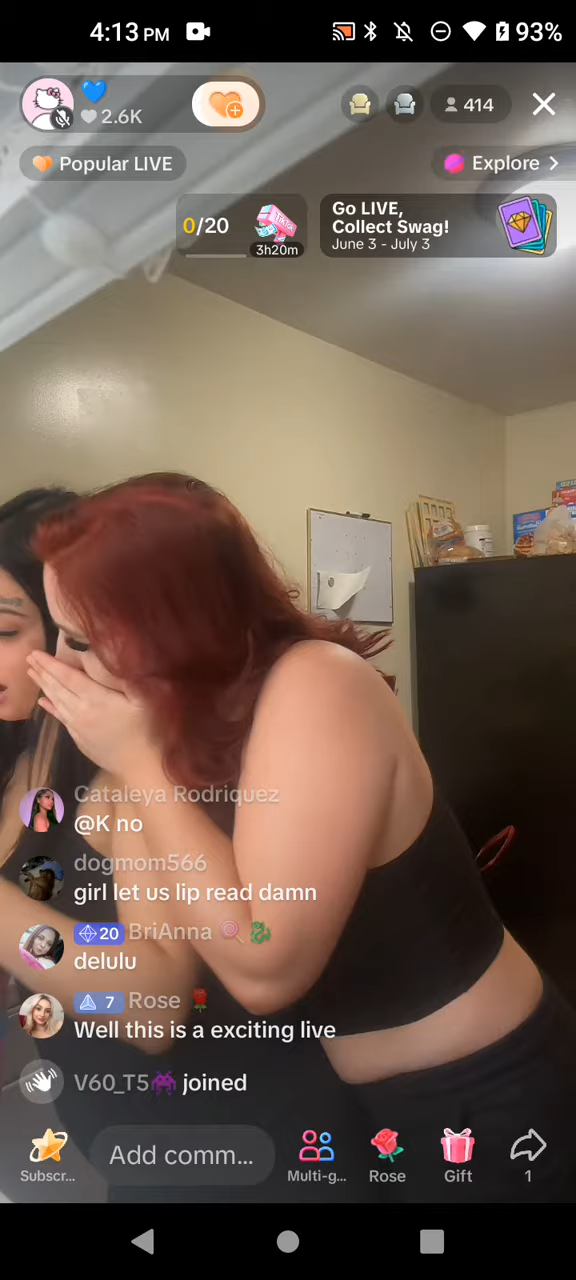 4:13 PM
93%
💙
2.6K
414
Popular LIVE
Explore
0/20
TikTok
3h20m
Go LIVE,
Collect Swag!
June 3 - July 3
Cataleya Rodriquez
@K no
dogmom566
girl let us lip read damn
20 BriAnna 🍭🐉
delulu
7 Rose 🌹
Well this is a exciting live
V60_T5👾 joined
Subscr...
Add comm...
Multi-g...
Rose
Gift
1